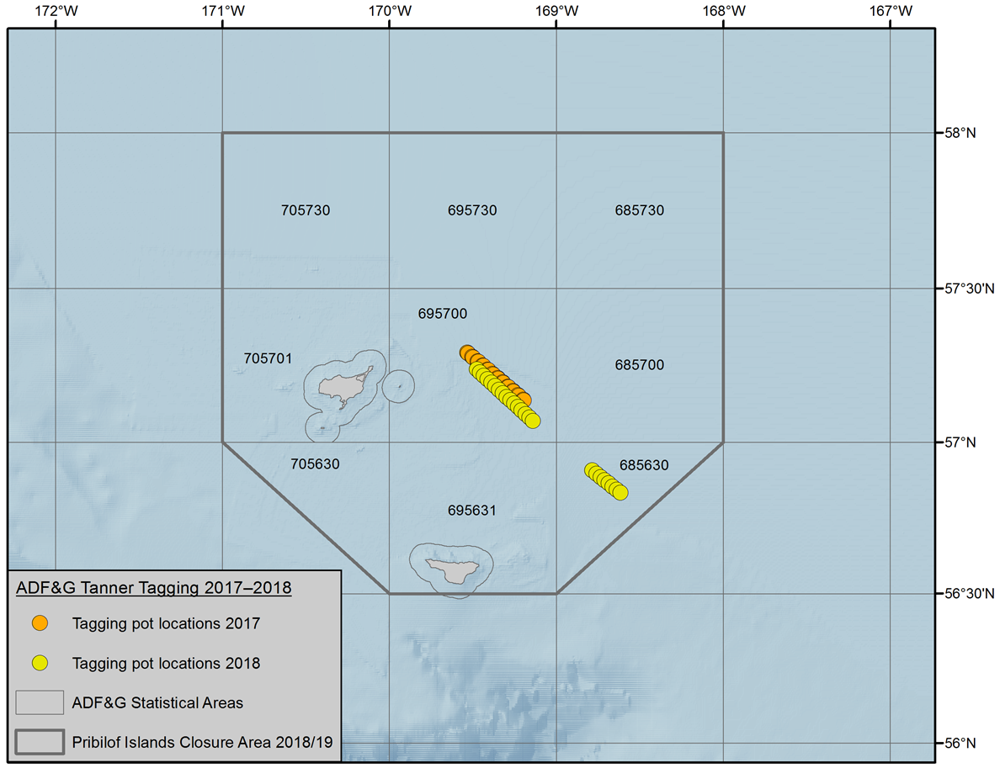 172°W 171°W 170°W 169°W 168°W 167°W
58°N
705730 695730 685730
57°30'N
695700
705701
685700
57°N
705630
685630
695631
56°30'N
ADF&G Tanner Tagging 2017–2018
Tagging pot locations 2017
Tagging pot locations 2018
ADF&G Statistical Areas
Pribilof Islands Closure Area 2018/19
56°N